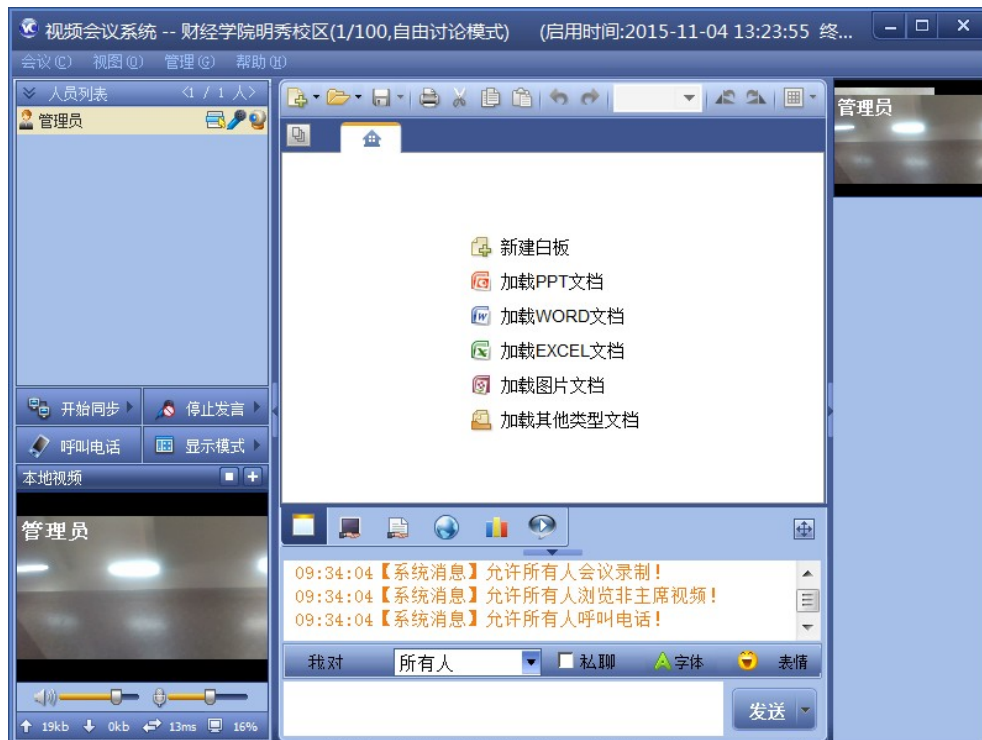 视频会议系统 -- 财经学院明秀校区(1/100,自由讨论模式) (启用时间:2015-11-04 13:23:55 终...
会议(C) 视图(O) 管理(G) 帮助(H)
人员列表 <1 / 1 人>
管理员
开始同步 停止发言
呼叫电话 显示模式
本地视频
管理员
19kb 0kb 13ms 16%
新建白板
加载PPT文档
加载WORD文档
加载EXCEL文档
加载图片文档
加载其他类型文档
09:34:04【系统消息】允许所有人会议录制!
09:34:04【系统消息】允许所有人浏览非主席视频!
09:34:04【系统消息】允许所有人呼叫电话!
我对 所有人 私聊 字体 表情
发送
管理员